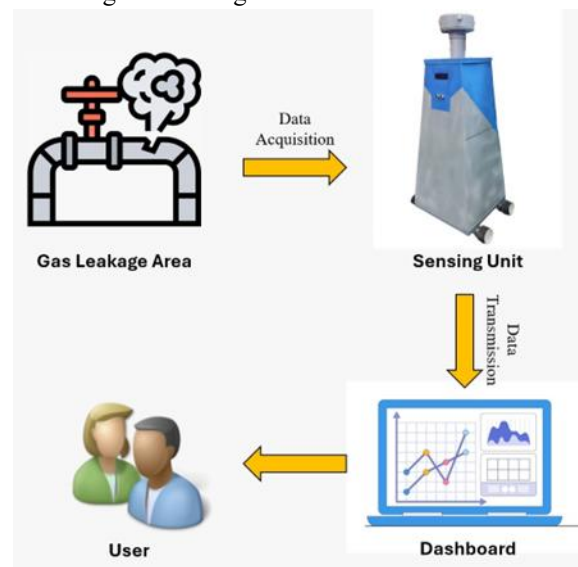 Data
Acquisition
Gas Leakage Area
Sensing Unit
Data
Transmission
User
Dashboard